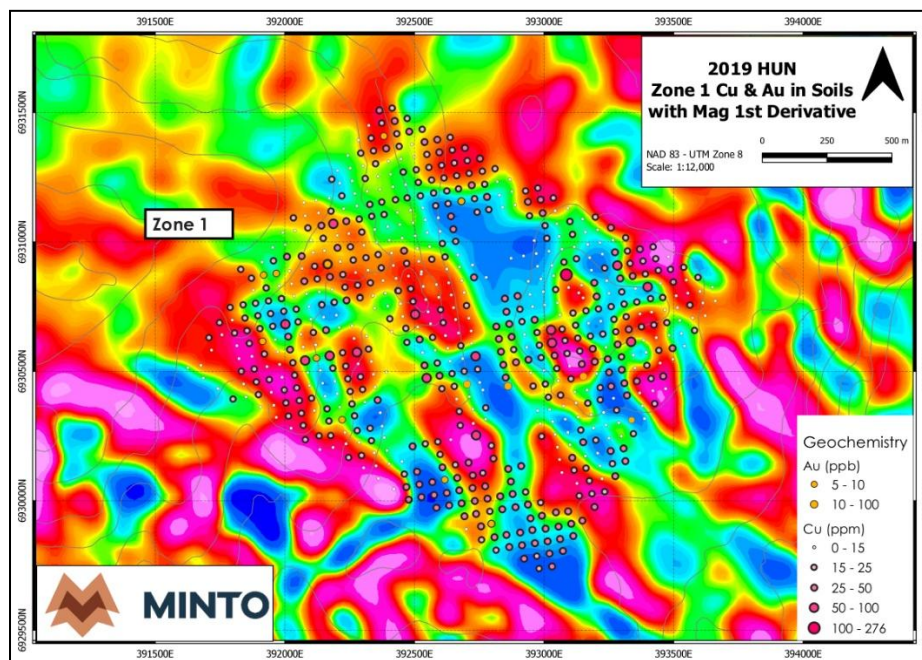 391500E 392000E 392500E 393000E 393500E 394000E
2019 HUN
Zone 1 Cu & Au in Soils
with Mag 1st Derivative
NAD 83 - UTM Zone 8
Scale: 1:12,000
0 250 500 m
6931500N
Zone 1
6931000N
6930500N
6930000N
6929500N
Geochemistry
Au (ppb)
5 - 10
10 - 100
Cu (ppm)
0 - 15
15 - 25
25 - 50
50 - 100
100 - 276
MINTO
391500E 392000E 392500E 393000E 393500E 394000E